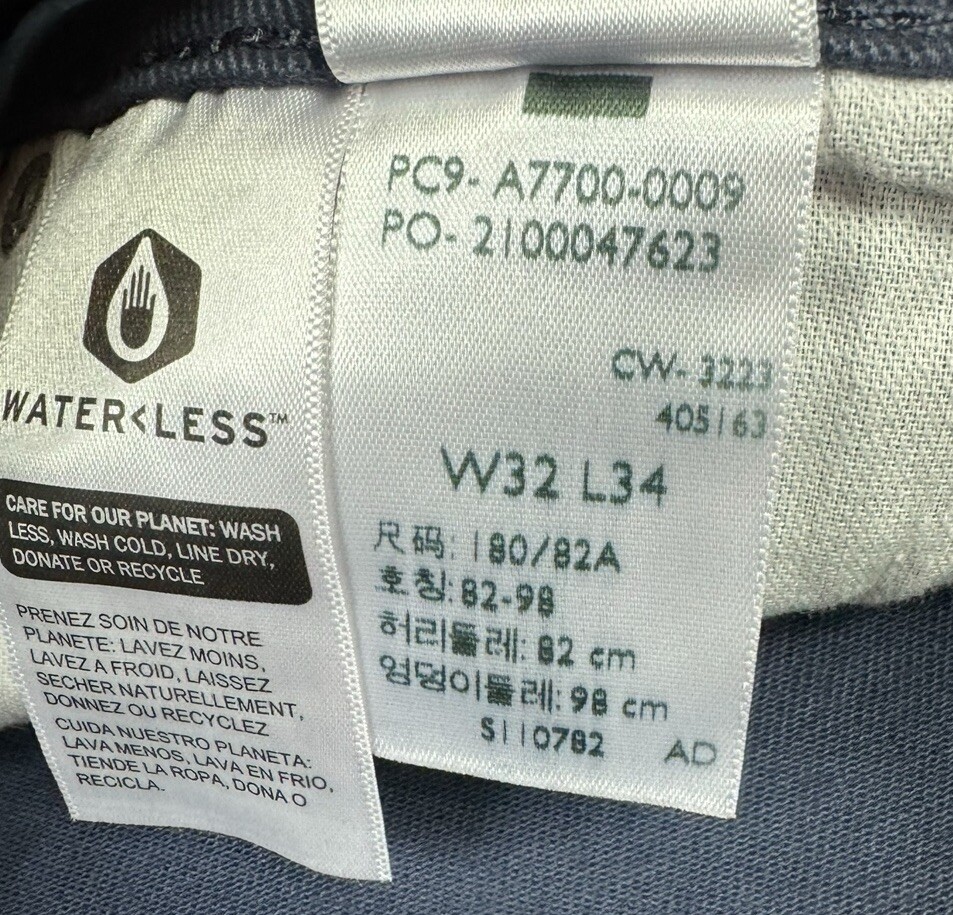 WATER<LESS™
CARE FOR OUR PLANET: WASH
LESS, WASH COLD, LINE DRY,
DONATE OR RECYCLE
PRENEZ SOIN DE NOTRE
PLANETE: LAVEZ MOINS,
LAVEZ A FROID, LAISSEZ
SECHER NATURELLEMENT,
DONNEZ OU RECYCLEZ
CUIDA NUESTRO PLANETA:
LAVA MENOS, LAVA EN FRIO,
TIENDE LA ROPA, DONA O
RECICLA.
PC9- A7700-0009
PO- 2100047623
CW- 3223
405163
W32 L34
尺码: 180/82A
호칭: 82-98
허리둘레: 82 cm
엉덩이둘레: 98 cm
S110782 AD